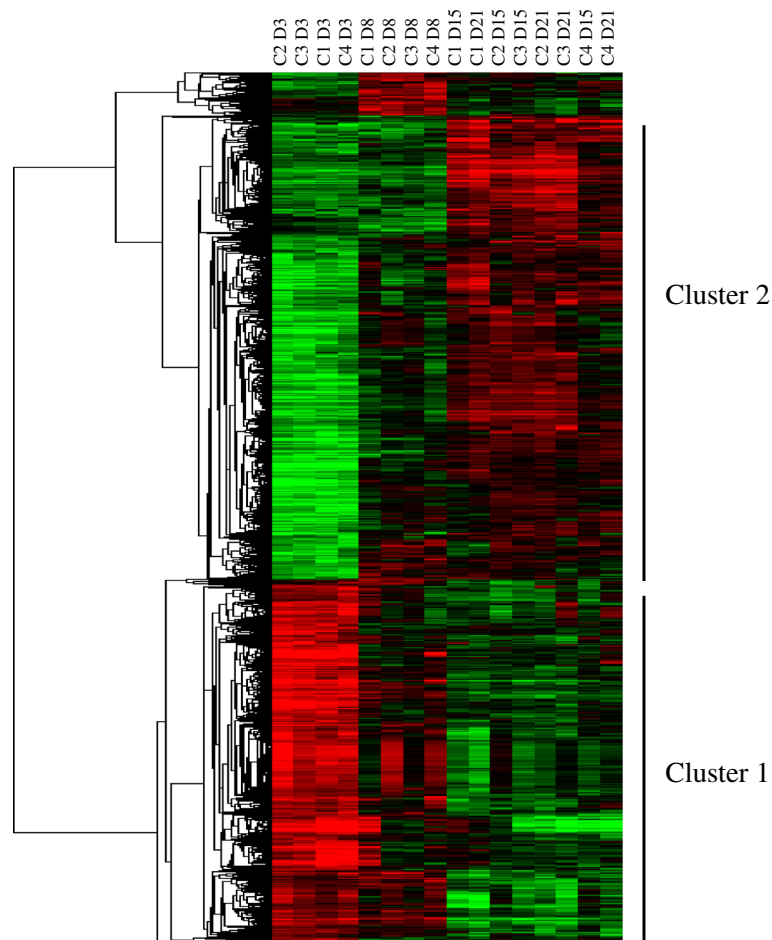 C2 D3
C3 D3
C1 D3
C4 D3
C1 D8
C2 D8
C3 D8
C4 D8
C1 D15
C1 D21
C2 D15
C3 D15
C2 D21
C3 D21
C4 D15
C4 D21
Cluster 2
Cluster 1